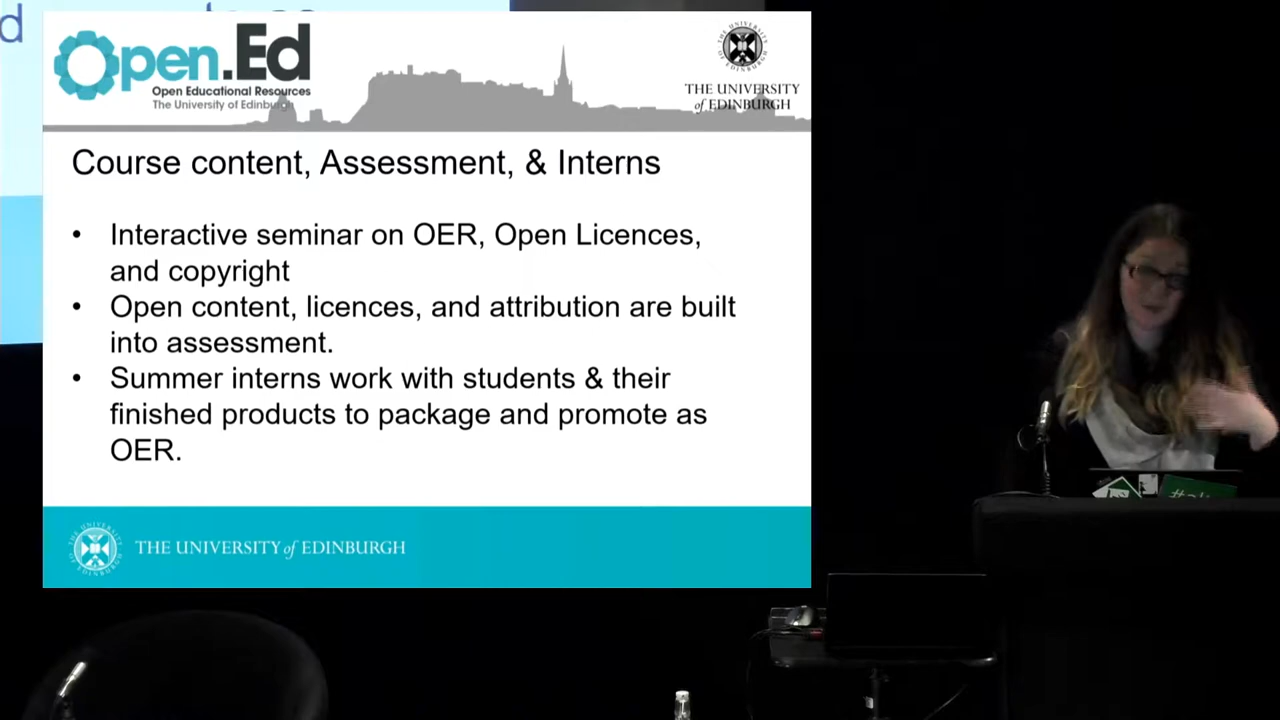 Open.Ed
Open Educational Resources
The University of Edinburgh
THE UNIVERSITY
of EDINBURGH
Course content, Assessment, & Interns
• Interactive seminar on OER, Open Licences,
and copyright
• Open content, licences, and attribution are built
into assessment.
• Summer interns work with students & their
finished products to package and promote as
OER.
THE UNIVERSITY of EDINBURGH